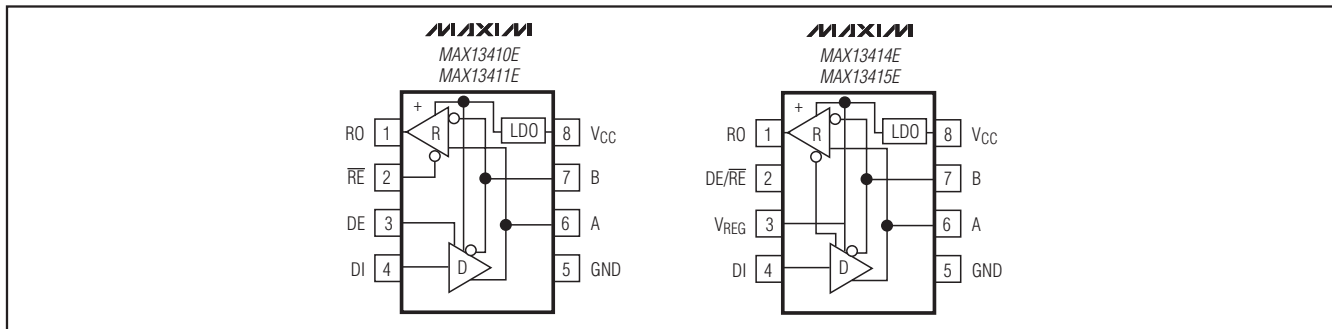 MAXIM
MAX13410E
MAX13411E
+
RO 1
R
LDO
8 VCC
RE 2
7 B
DE 3
6 A
DI 4
D
5 GND
MAXIM
MAX13414E
MAX13415E
+
RO 1
R
LDO
8 VCC
DE/RE 2
7 B
VREG 3
6 A
DI 4
D
5 GND